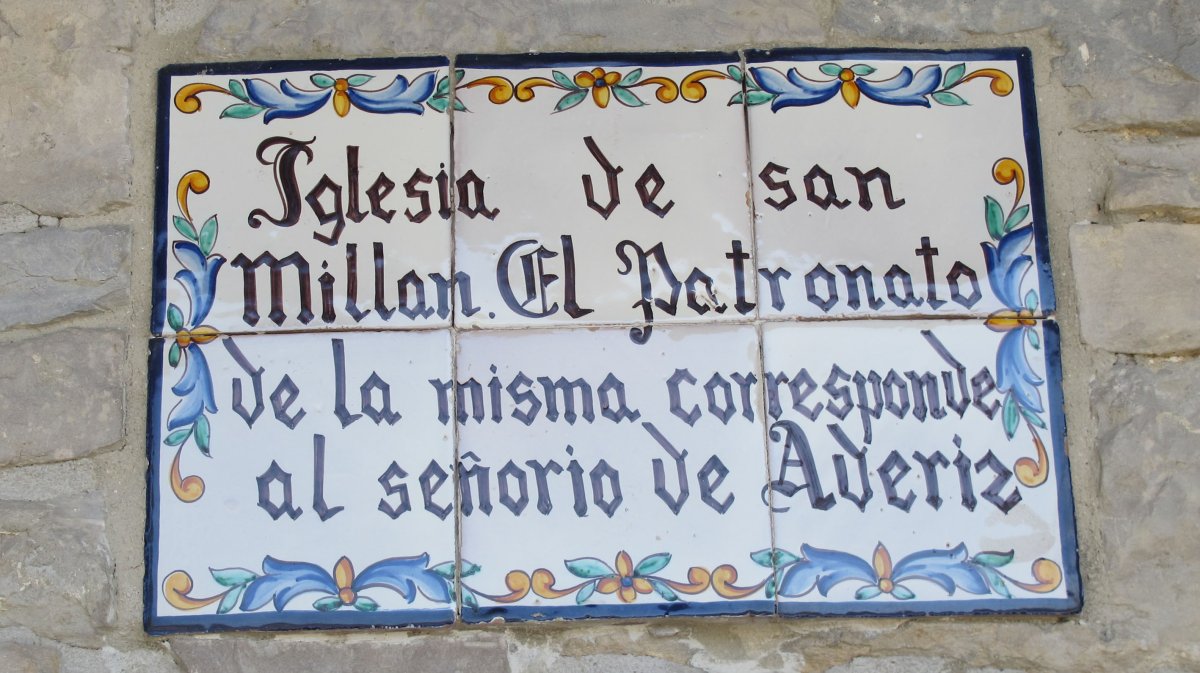 Iglesia de san
Millan. El Patronato
de la misma corresponde
al señorio de Aderiz